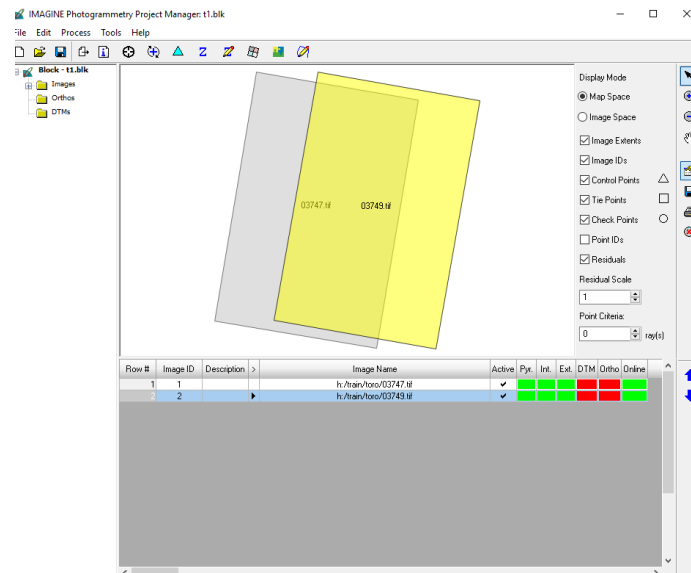 IMAGINE Photogrammetry Project Manager: t1.blk
File Edit Process Tools Help
Block - t1.blk
Images
Orthos
DTMs
03747.tif 03749.tif
Display Mode
Map Space
Image Space
Image Extents
Image IDs
Control Points
Tie Points
Check Points
Point IDs
Residuals
Residual Scale
1
Point Criteria:
0 ray(s)
Row # Image ID Description > Image Name Active Pyr. Int. Ext. DTM Ortho Online
1 1 h:/train/toro/03747.tif
2 2 h:/train/toro/03749.tif